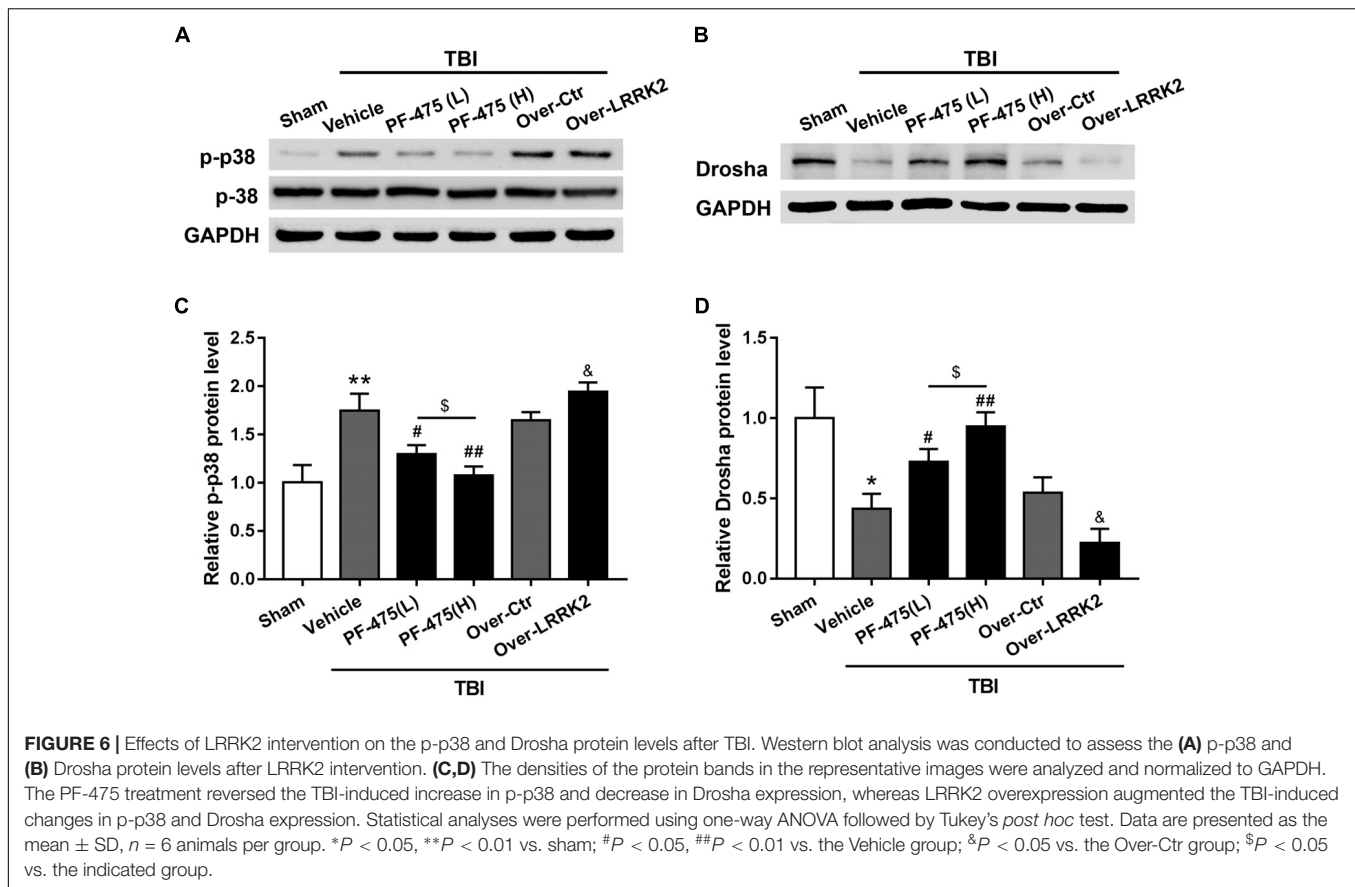 A
TBI
Sham
Vehicle
PF-475 (L)
PF-475 (H)
Over-Ctr
Over-LRRK2
p-p38
p-38
GAPDH
B
TBI
Sham
Vehicle
PF-475 (L)
PF-475 (H)
Over-Ctr
Over-LRRK2
Drosha
GAPDH
C
Relative p-p38 protein level
2.5
2.0
1.5
1.0
0.5
0.0
**
#
$
##
&
Sham
Vehicle
PF-475(L)
PF-475(H)
Over-Ctr
Over-LRRK2
TBI
D
Relative Drosha protein level
1.5
1.0
0.5
0.0
*
#
$
##
&
Sham
Vehicle
PF-475(L)
PF-475(H)
Over-Ctr
Over-LRRK2
TBI
FIGURE 6 | Effects of LRRK2 intervention on the p-p38 and Drosha protein levels after TBI. Western blot analysis was conducted to assess the (A) p-p38 and
(B) Drosha protein levels after LRRK2 intervention. (C,D) The densities of the protein bands in the representative images were analyzed and normalized to GAPDH.
The PF-475 treatment reversed the TBI-induced increase in p-p38 and decrease in Drosha expression, whereas LRRK2 overexpression augmented the TBI-induced
changes in p-p38 and Drosha expression. Statistical analyses were performed using one-way ANOVA followed by Tukey's post hoc test. Data are presented as the
mean ± SD, n = 6 animals per group. *P < 0.05, **P < 0.01 vs. sham; #P < 0.05, ##P < 0.01 vs. the Vehicle group; &P < 0.05 vs. the Over-Ctr group; $P < 0.05
vs. the indicated group.